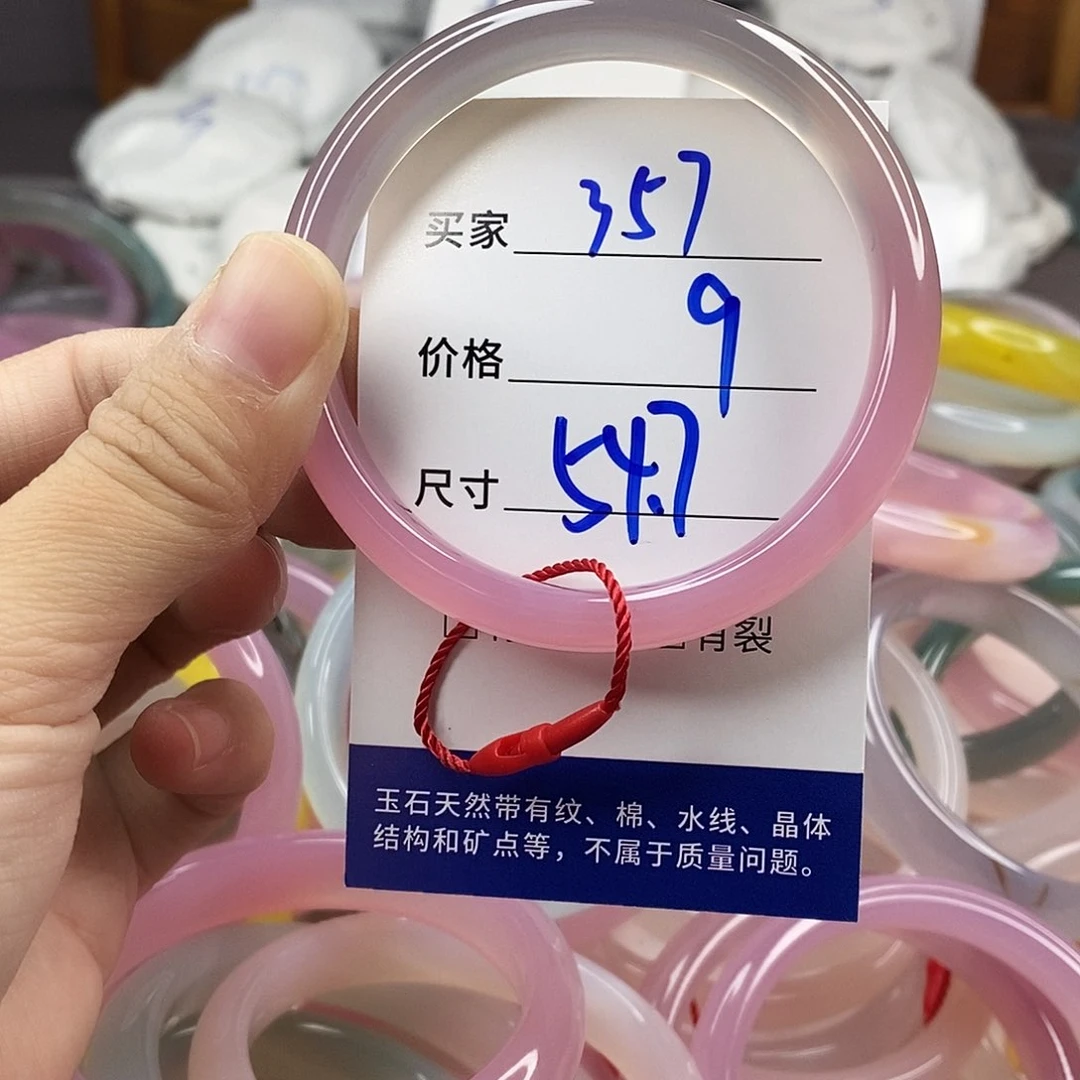 买家 357
价格 9
尺寸 54.7
有裂
玉石天然带有纹、棉、水线、晶体
结构和矿点等，不属于质量问题。